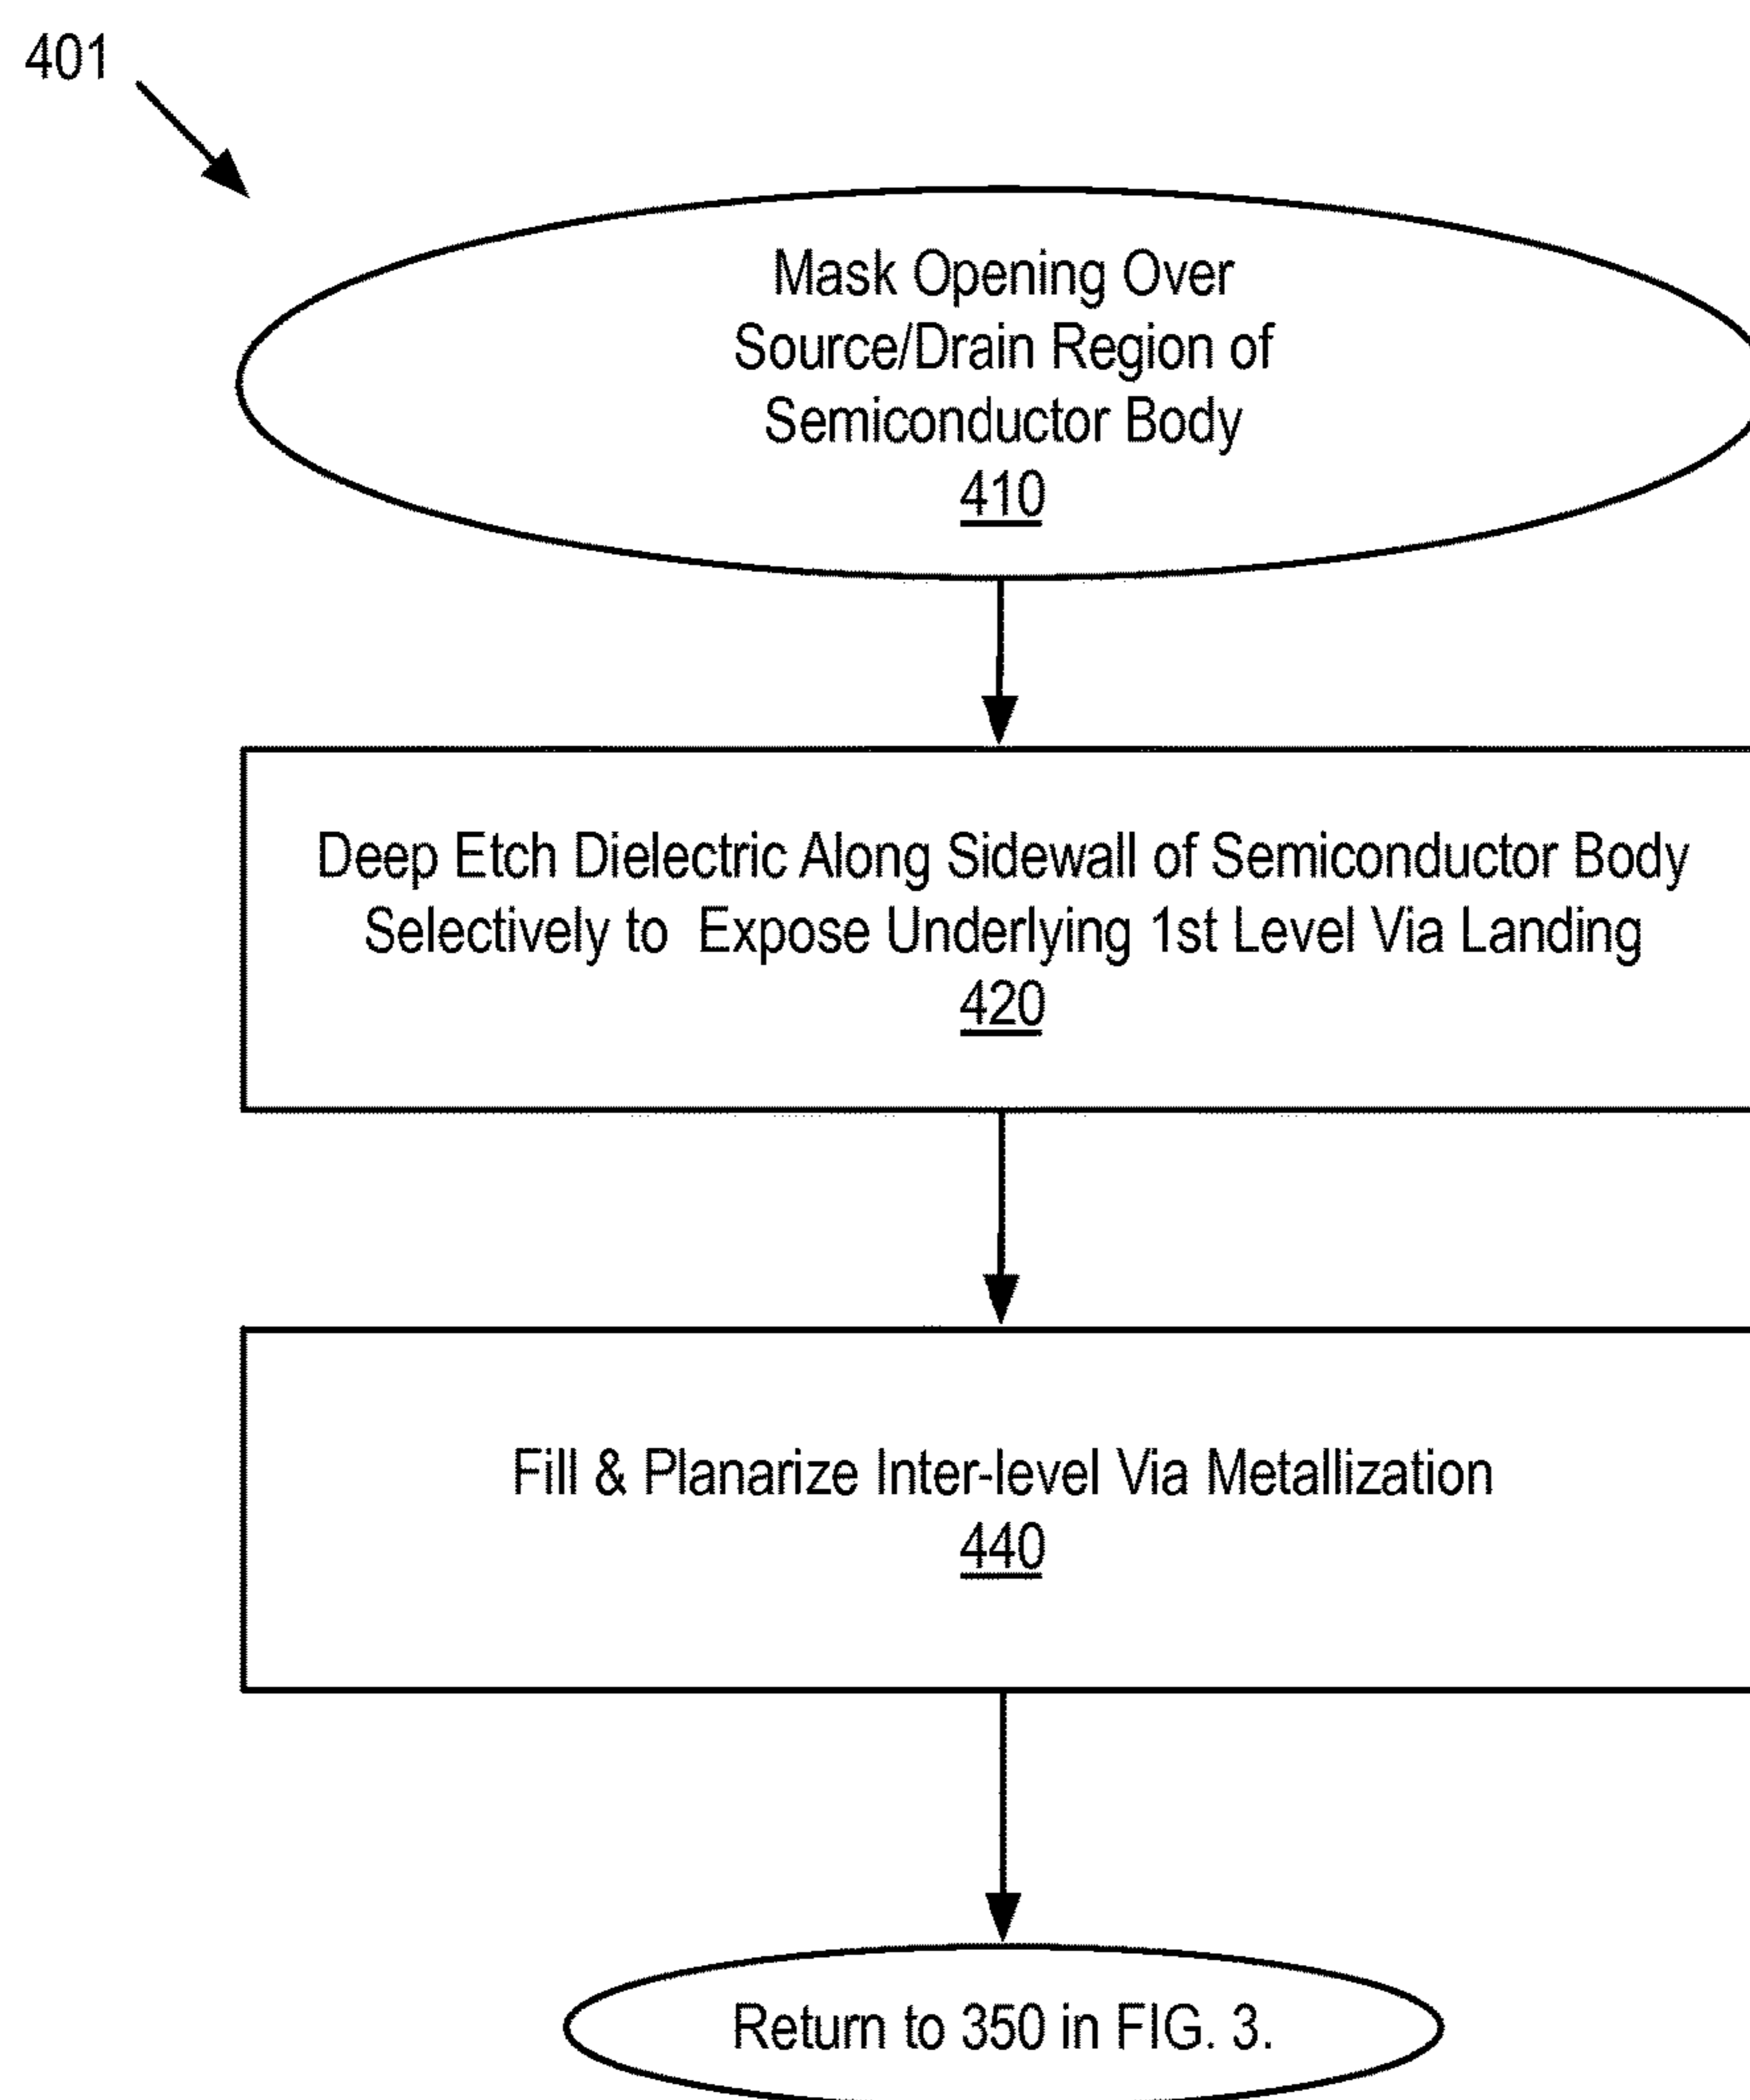 401
Mask Opening Over
Source/Drain Region of
Semiconductor Body
410
Deep Etch Dielectric Along Sidewall of Semiconductor Body
Selectively to Expose Underlying 1st Level Via Landing
420
Fill & Planarize Inter-level Via Metallization
440
Return to 350 in FIG. 3.